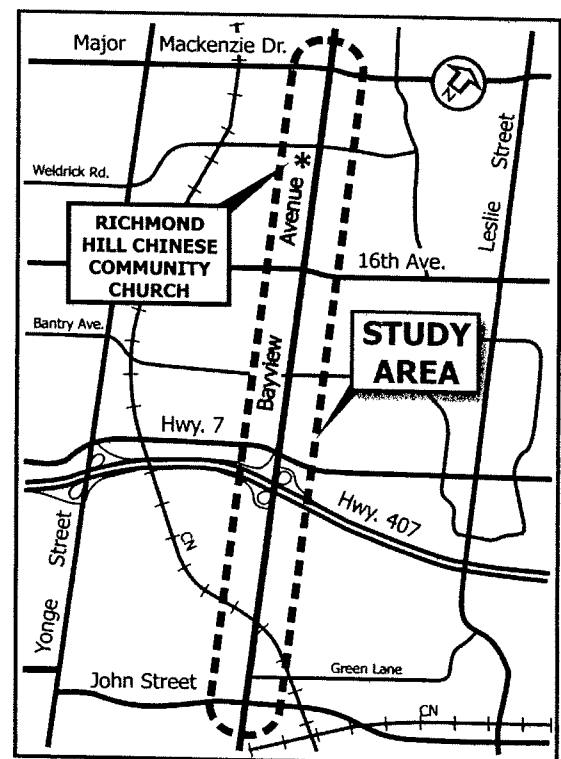 Major Mackenzie Dr.
N
Weldrick Rd.
Avenue *
Leslie Street
RICHMOND
HILL CHINESE
COMMUNITY
CHURCH
16th Ave.
Bantry Ave.
STUDY
AREA
Bayview
Hwy. 7
Hwy. 407
CN
Yonge Street
Green Lane
John Street
CN